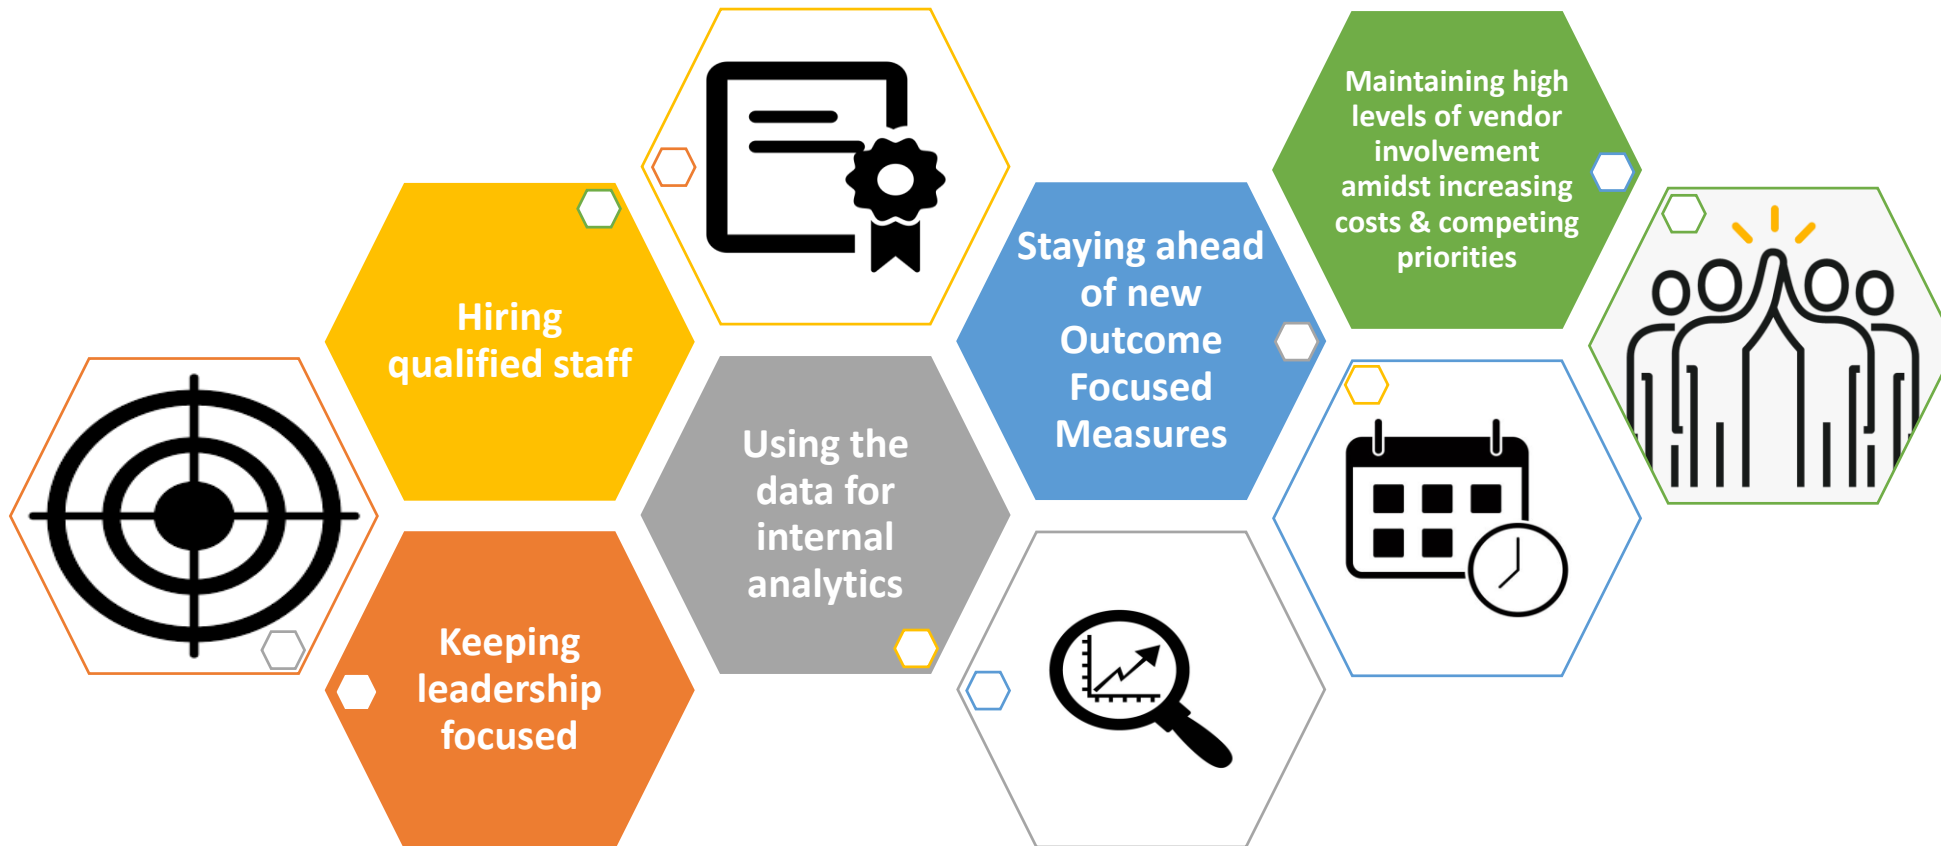 Keeping
leadership
focused
Hiring
qualified staff
Using the
data for
internal
analytics
Staying ahead
of new
Outcome
Focused
Measures
Maintaining high
levels of vendor
involvement
amidst increasing
costs & competing
priorities